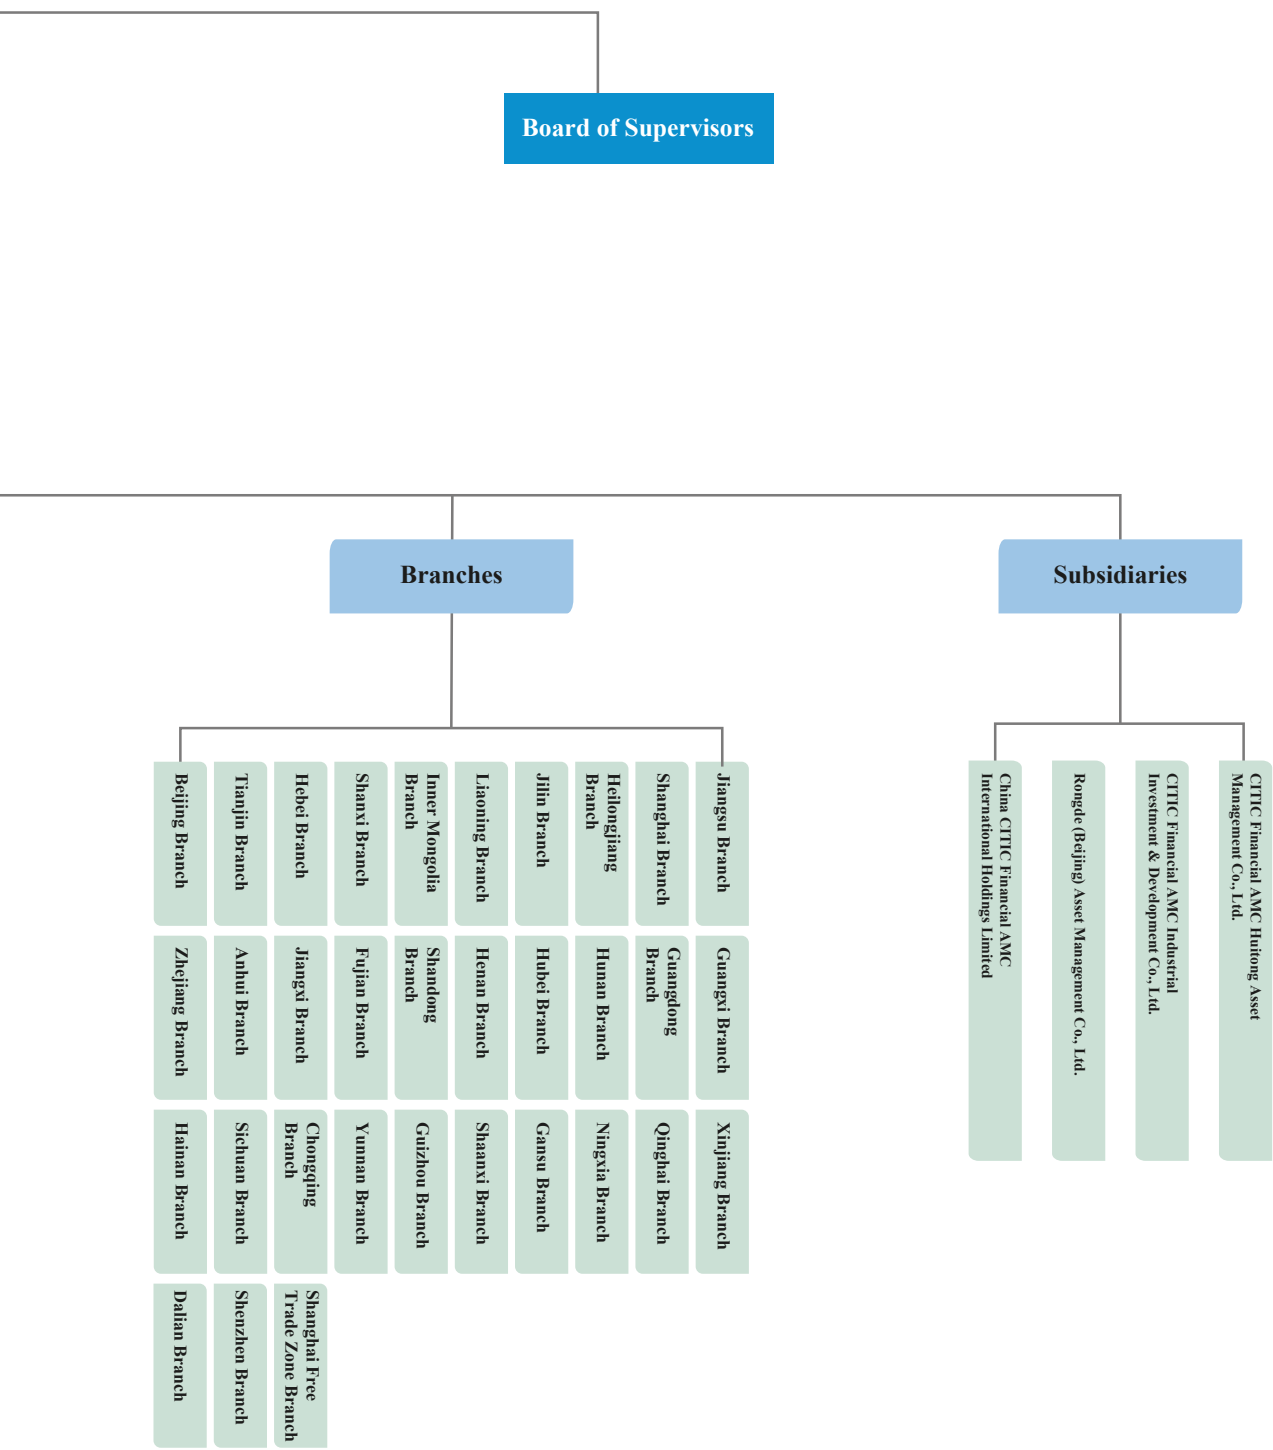 Board of Supervisors
Branches
Subsidiaries
Beijing Branch
Tianjin Branch
Hebei Branch
Shanxi Branch
Inner Mongolia
Branch
Liaoning Branch
Jilin Branch
Heilongjiang
Branch
Shanghai Branch
Jiangsu Branch
Zhejiang Branch
Anhui Branch
Jiangxi Branch
Fujian Branch
Shandong
Branch
Henan Branch
Hubei Branch
Hunan Branch
Guangdong
Branch
Guangxi Branch
Hainan Branch
Sichuan Branch
Chongqing
Branch
Yunnan Branch
Guizhou Branch
Shaanxi Branch
Gansu Branch
Ningxia Branch
Qinghai Branch
Xinjiang Branch
Dalian Branch
Shenzhen Branch
Shanghai Free
Trade Zone Branch
China CITIC Financial AMC
International Holdings Limited
Rongde (Beijing) Asset Management Co., Ltd.
CITIC Financial AMC Industrial
Investment & Development Co., Ltd.
CITIC Financial AMC Huitong Asset
Management Co., Ltd.